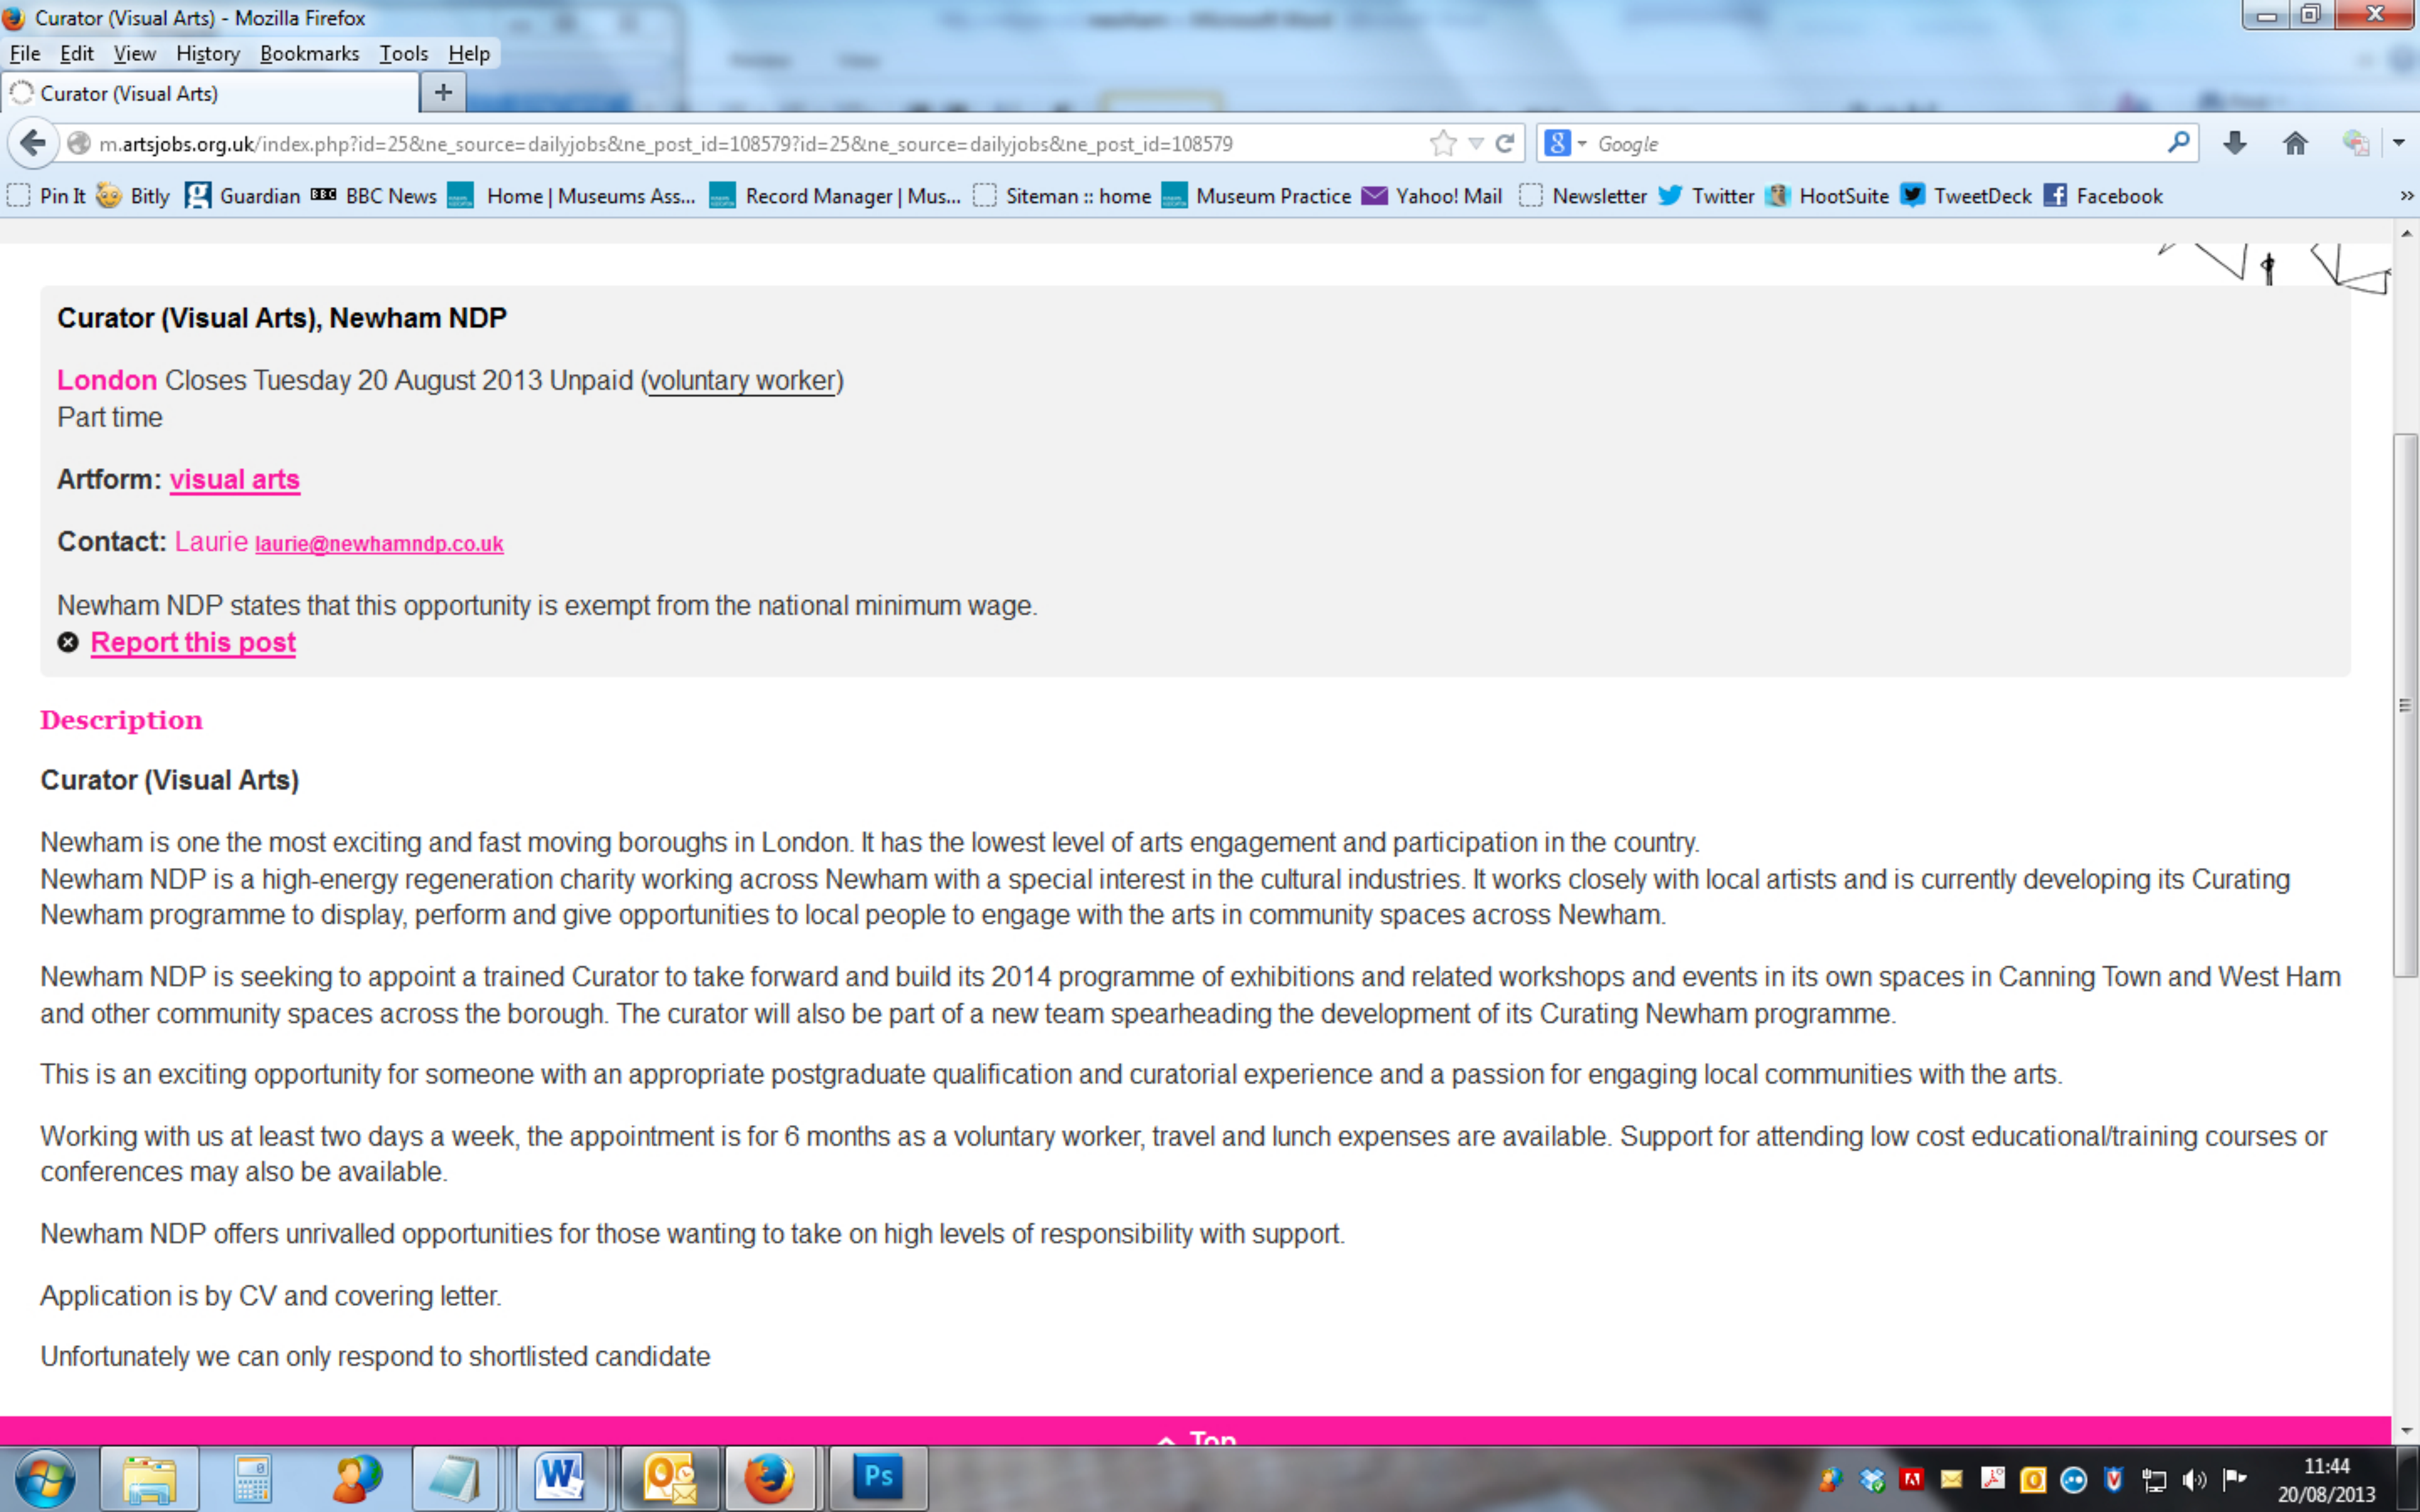 Curator (Visual Arts) - Mozilla Firefox
File Edit View History Bookmarks Tools Help
Curator (Visual Arts)
m.artsjobs.org.uk/index.php?id=25&ne_source=dailyjobs&ne_post_id=108579?id=25&ne_source=dailyjobs&ne_post_id=108579
Google
Pin It Bitly Guardian BBC BBC News Home | Museums Ass... Record Manager | Mus... Siteman :: home Museum Practice Yahoo! Mail Newsletter Twitter HootSuite TweetDeck Facebook
Curator (Visual Arts), Newham NDP
London Closes Tuesday 20 August 2013 Unpaid (voluntary worker)
Part time
Artform: visual arts
Contact: Laurie laurie@newhamndp.co.uk
Newham NDP states that this opportunity is exempt from the national minimum wage.
Report this post
Description
Curator (Visual Arts)
Newham is one the most exciting and fast moving boroughs in London. It has the lowest level of arts engagement and participation in the country.
Newham NDP is a high-energy regeneration charity working across Newham with a special interest in the cultural industries. It works closely with local artists and is currently developing its Curating
Newham programme to display, perform and give opportunities to local people to engage with the arts in community spaces across Newham.
Newham NDP is seeking to appoint a trained Curator to take forward and build its 2014 programme of exhibitions and related workshops and events in its own spaces in Canning Town and West Ham
and other community spaces across the borough. The curator will also be part of a new team spearheading the development of its Curating Newham programme.
This is an exciting opportunity for someone with an appropriate postgraduate qualification and curatorial experience and a passion for engaging local communities with the arts.
Working with us at least two days a week, the appointment is for 6 months as a voluntary worker, travel and lunch expenses are available. Support for attending low cost educational/training courses or
conferences may also be available.
Newham NDP offers unrivalled opportunities for those wanting to take on high levels of responsibility with support.
Application is by CV and covering letter.
Unfortunately we can only respond to shortlisted candidate
Top
Ps
11:44
20/08/2013